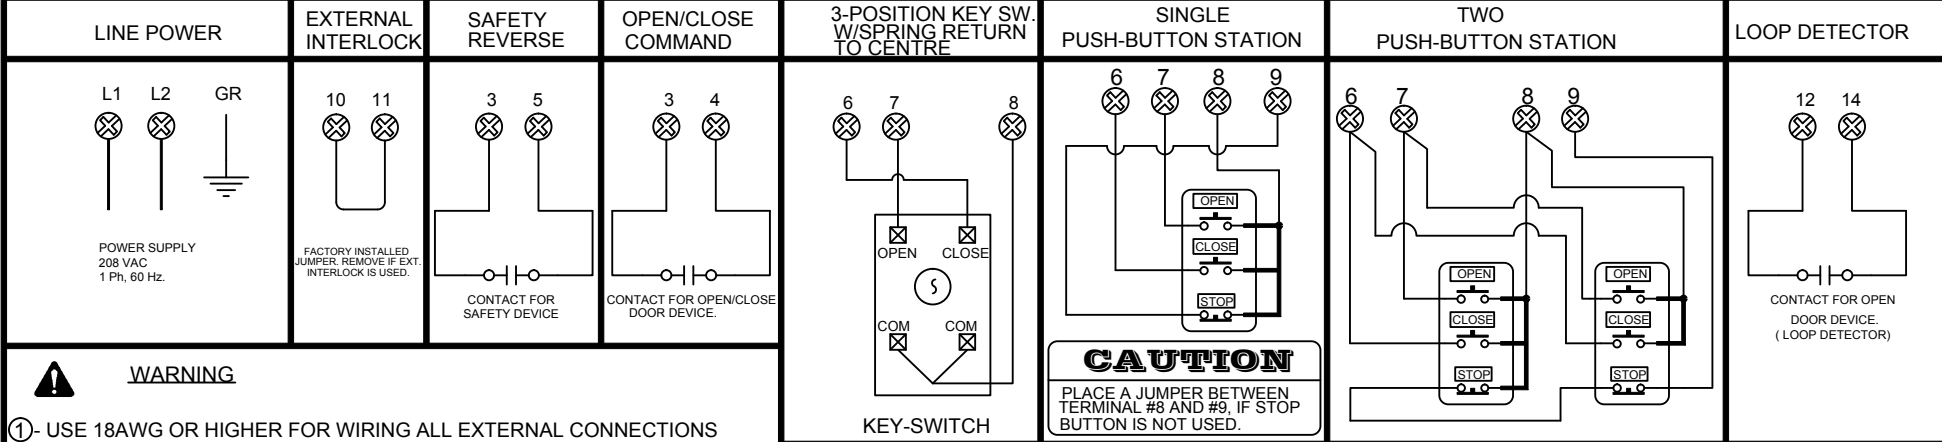 LINE POWER
L1 L2 GR
POWER SUPPLY
208 VAC
1 Ph, 60 Hz.
EXTERNAL
INTERLOCK
10 11
FACTORY INSTALLED
JUMPER. REMOVE IF EXT.
INTERLOCK IS USED.
SAFETY
REVERSE
3 5
CONTACT FOR
SAFETY DEVICE
OPEN/CLOSE
COMMAND
3 4
CONTACT FOR OPEN/CLOSE
DOOR DEVICE.
WARNING
1- USE 18AWG OR HIGHER FOR WIRING ALL EXTERNAL CONNECTIONS
3-POSITION KEY SW.
W/SPRING RETURN
TO CENTRE
6 7 8
OPEN CLOSE
S
COM COM
KEY-SWITCH
SINGLE
PUSH-BUTTON STATION
6 7 8 9
OPEN
CLOSE
STOP
CAUTION
PLACE A JUMPER BETWEEN
TERMINAL #8 AND #9, IF STOP
BUTTON IS NOT USED.
TWO
PUSH-BUTTON STATION
6 7 8 9
OPEN OPEN
CLOSE CLOSE
STOP STOP
LOOP DETECTOR
12 14
CONTACT FOR OPEN
DOOR DEVICE.
( LOOP DETECTOR)